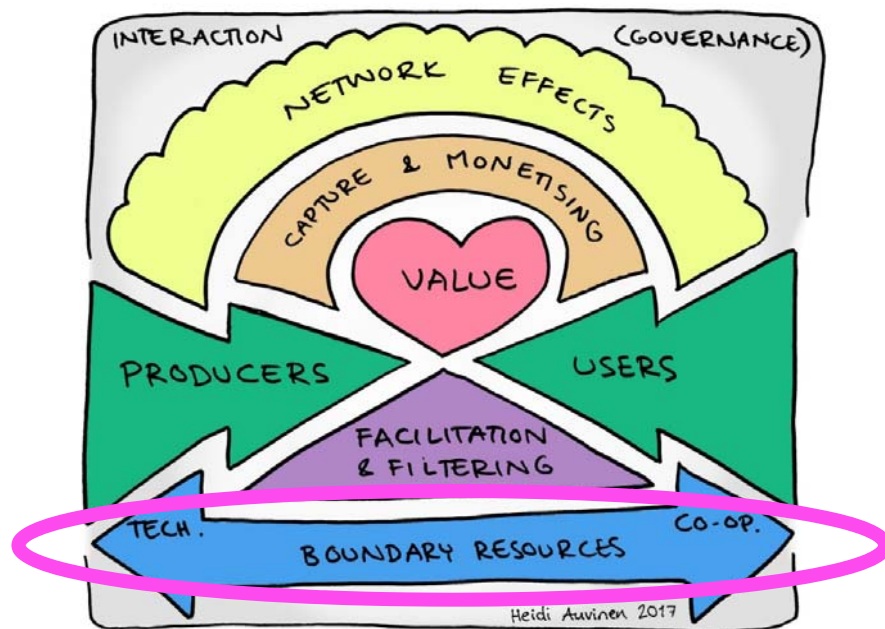 INTERACTION
(GOVERNANCE)
NETWORK EFFECTS
CAPTURE & MONETISING
VALUE
PRODUCERS
USERS
FACILITATION
& FILTERING
TECH.
CO-OP.
BOUNDARY RESOURCES
Heidi Auvinen 2017